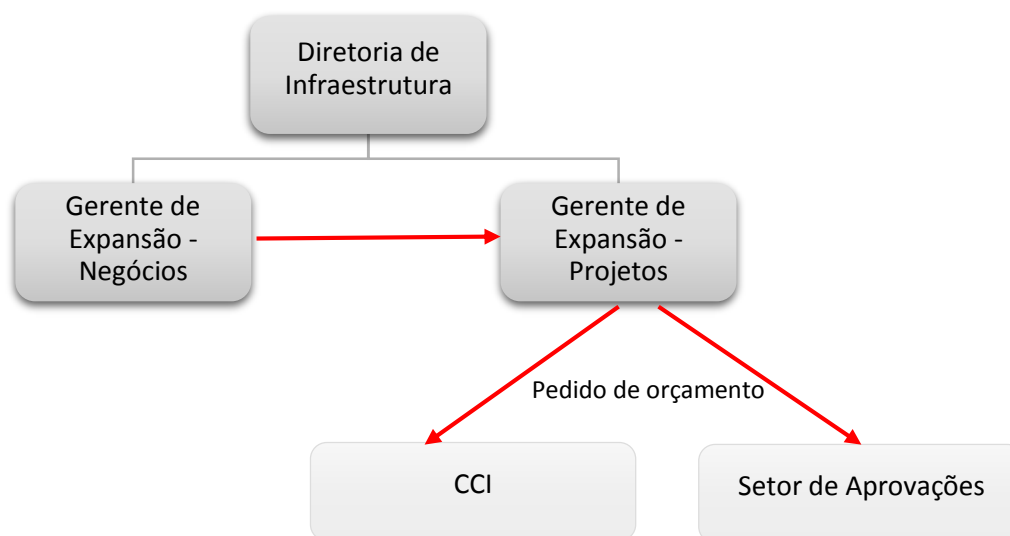 Diretoria de
Infraestrutura
Gerente de
Expansão -
Negócios
Gerente de
Expansão -
Projetos
Pedido de orçamento
CCI
Setor de Aprovações